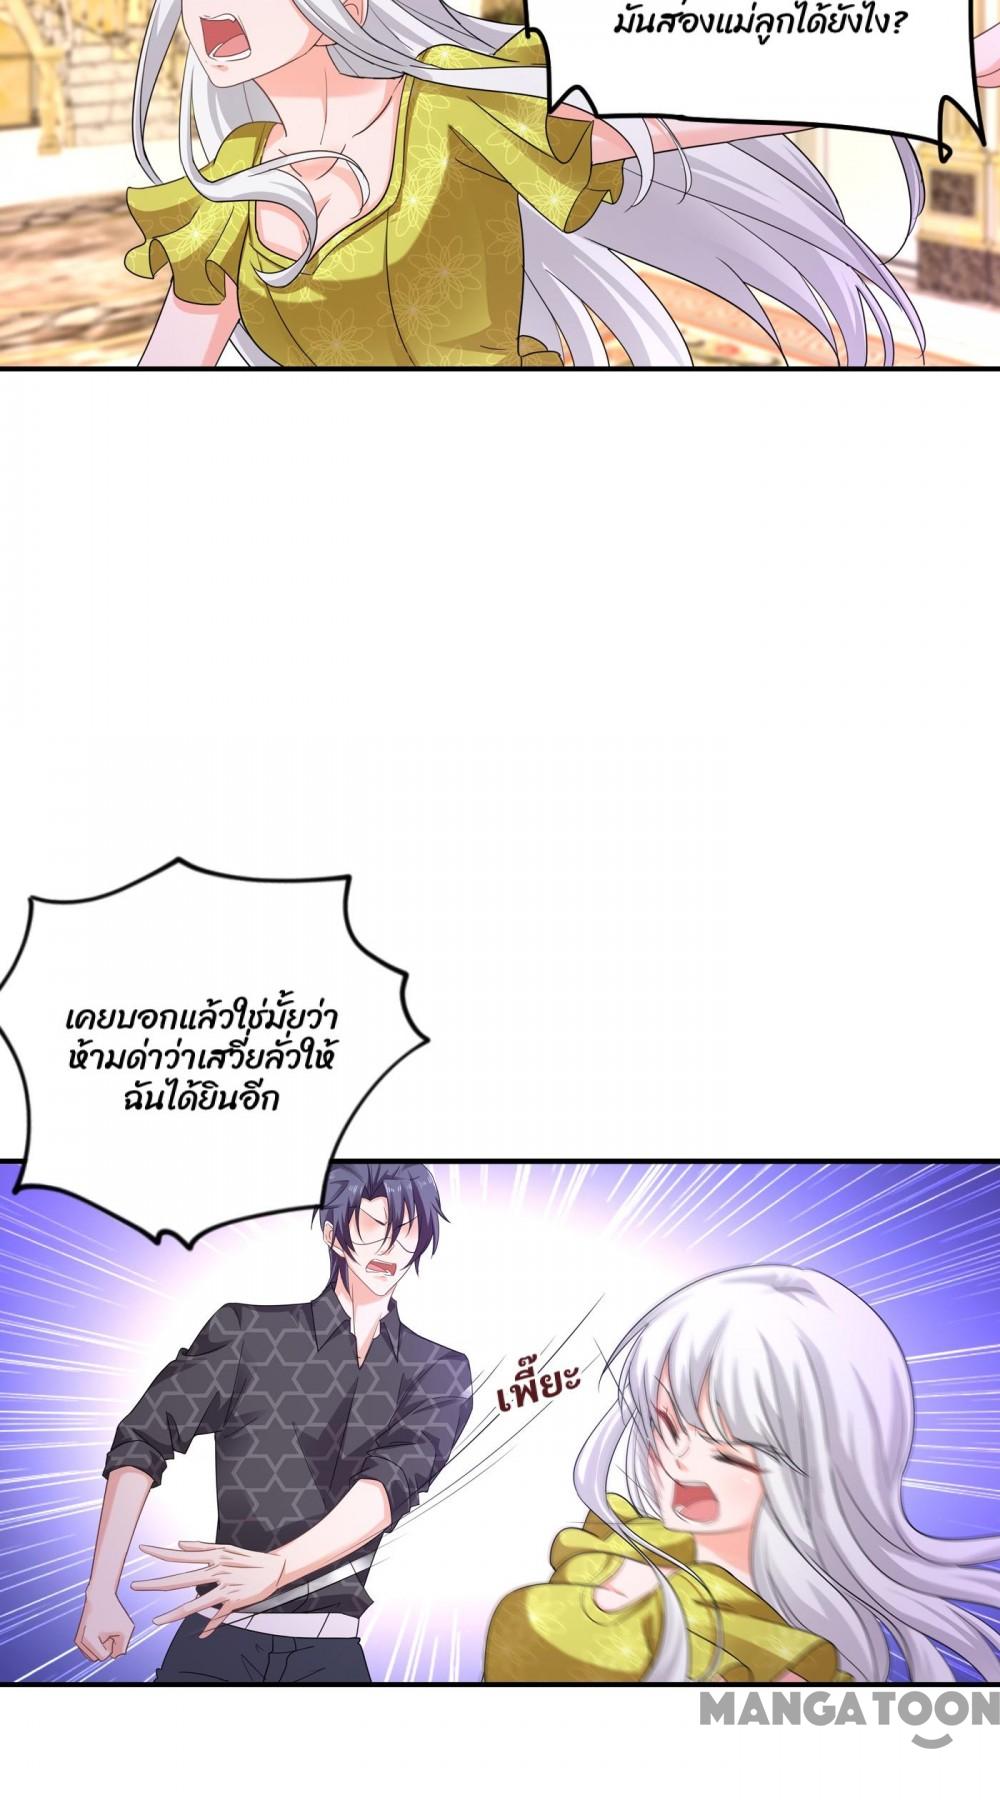 มันสองแม่ลูกได้ยังไง?
เคยบอกแล้วใช่มั้ยว่า
ห้ามด่าว่าเสวี่ยลั่วให้
ฉันได้ยินอีก
เพี๊ยะ
MANGATOON